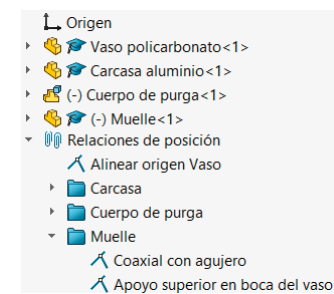 Origen
Vaso policarbonato<1>
Carcasa aluminio<1>
(-) Cuerpo de purga<1>
(-) Muelle<1>
Relaciones de posición
Alinear origen Vaso
Carcasa
Cuerpo de purga
Muelle
Coaxial con agujero
Apoyo superior en boca del vaso